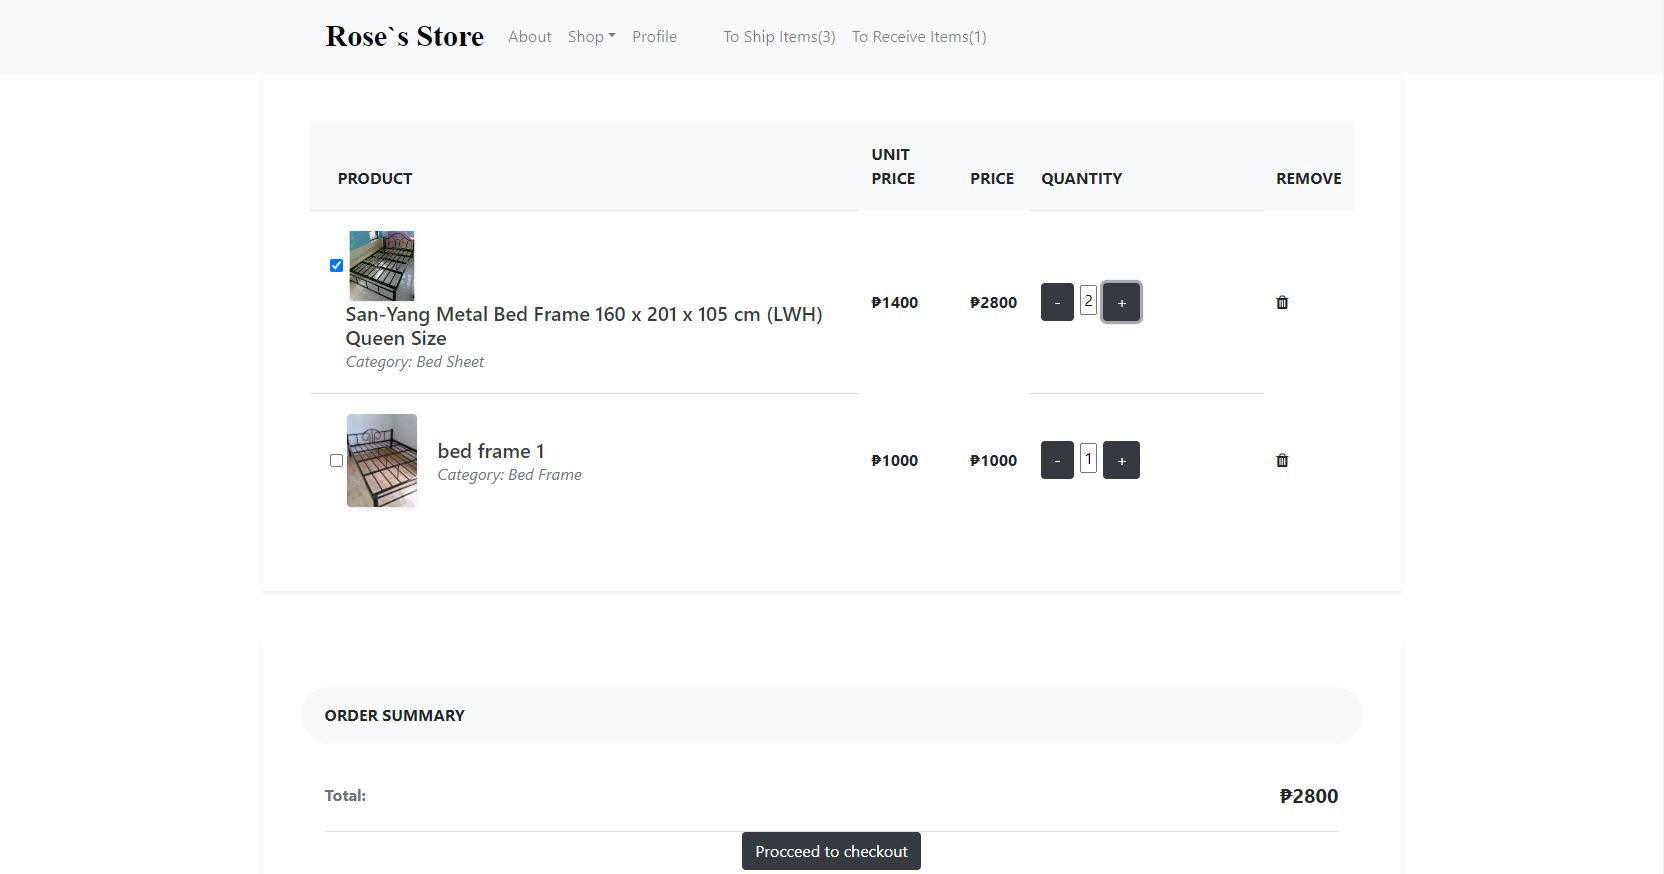 Rose`s Store About Shop Profile To Ship Items(3) To Receive Items(1)
PRODUCT UNIT PRICE PRICE QUANTITY REMOVE
San-Yang Metal Bed Frame 160 x 201 x 105 cm (LWH)
Queen Size
Category: Bed Sheet
₱1400 ₱2800 - 2 +
bed frame 1
Category: Bed Frame
₱1000 ₱1000 - 1 +
ORDER SUMMARY
Total: ₱2800
Procceed to checkout